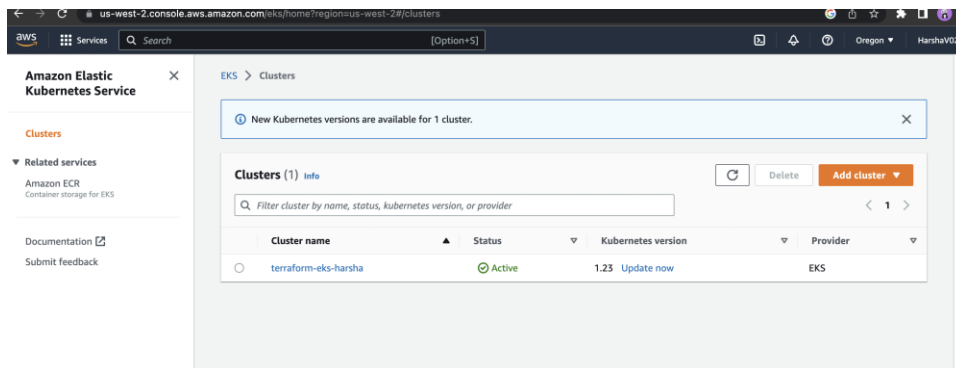 us-west-2.console.aws.amazon.com/eks/home?region=us-west-2#/clusters
aws Services Search [Option+S] Oregon HarshaV02
Amazon Elastic
Kubernetes Service
Clusters
Related services
Amazon ECR
Container storage for EKS
Documentation
Submit feedback
EKS > Clusters
New Kubernetes versions are available for 1 cluster.
Clusters (1) Info Delete Add cluster
Filter cluster by name, status, kubernetes version, or provider
1
Cluster name Status Kubernetes version Provider
terraform-eks-harsha Active 1.23 Update now EKS